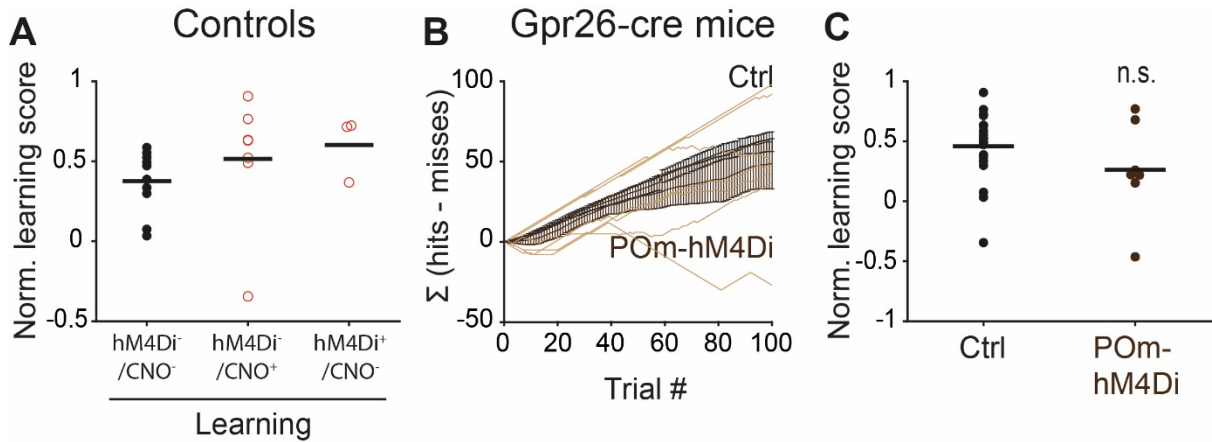 A Controls
Norm. learning score
1
0.5
0
-0.5
hM4Di⁻
/CNO⁻
hM4Di⁻
/CNO⁺
hM4Di⁺
/CNO⁻
Learning
B Gpr26-cre mice
Σ (hits - misses)
100
50
0
-50
Ctrl
POm-hM4Di
0 20 40 60 80 100
Trial #
C
Norm. learning score
1
0.5
0
-0.5
-1
n.s.
Ctrl
POm-
hM4Di